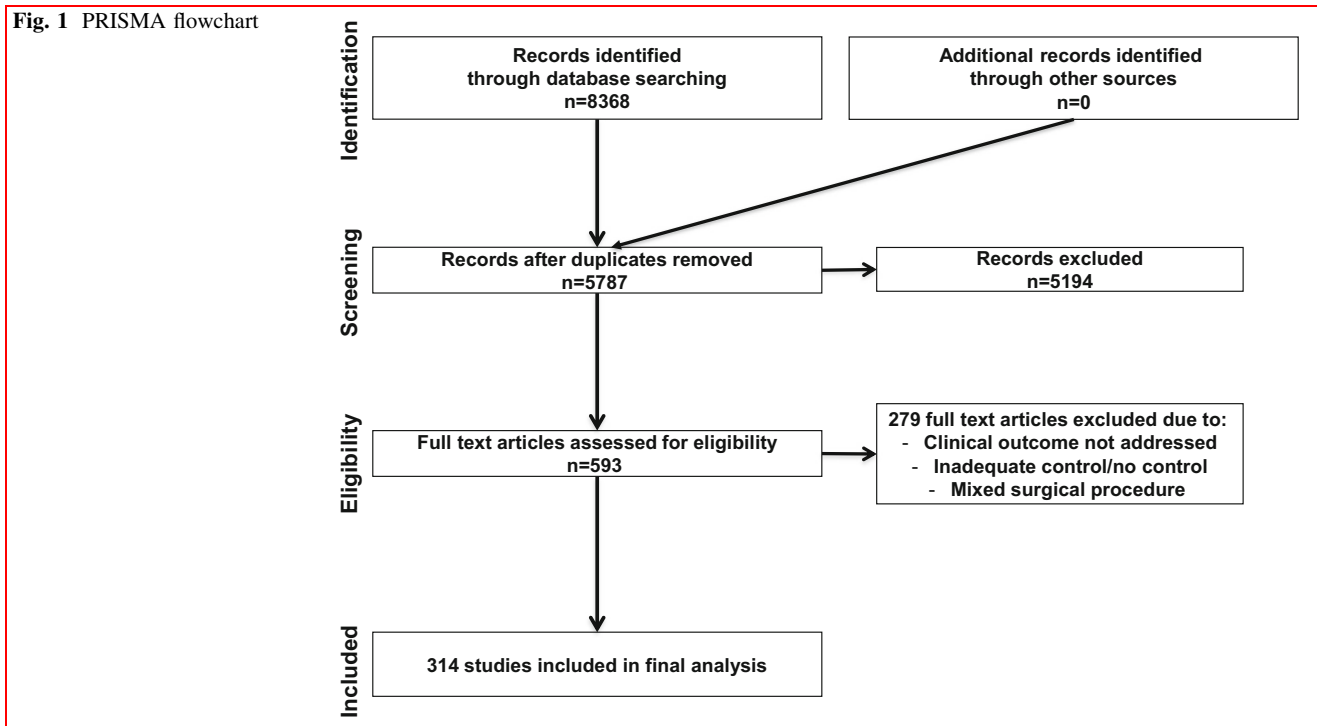 Fig. 1 PRISMA flowchart
Identification
Records identified
through database searching
n=8368
Additional records identified
through other sources
n=0
Screening
Records after duplicates removed
n=5787
Records excluded
n=5194
Eligibility
Full text articles assessed for eligibility
n=593
279 full text articles excluded due to:
- Clinical outcome not addressed
- Inadequate control/no control
- Mixed surgical procedure
Included
314 studies included in final analysis